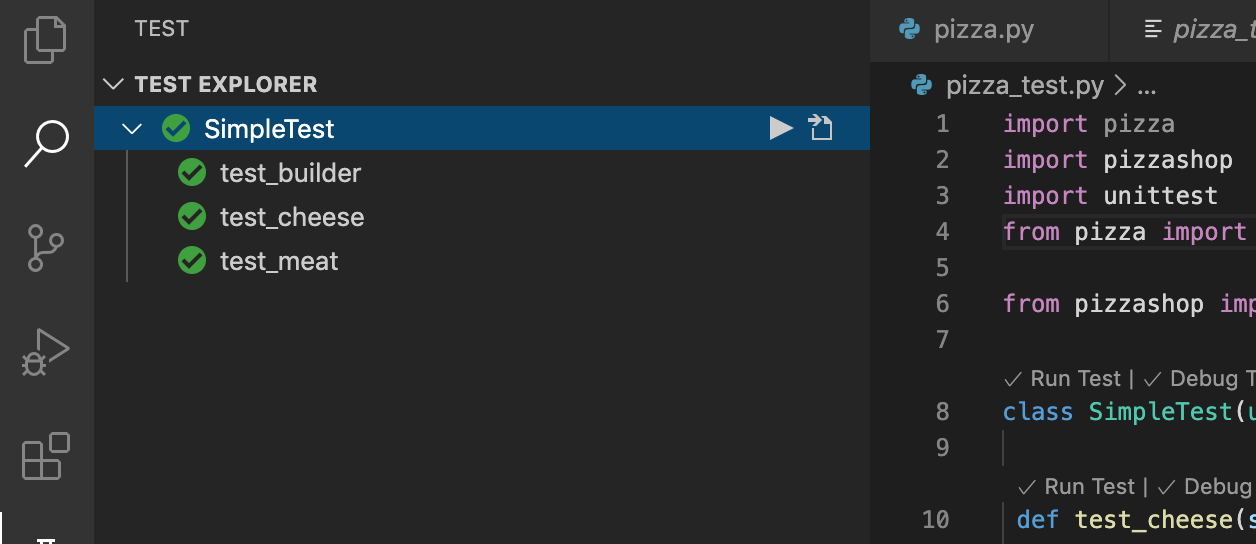 TEST
TEST EXPLORER
SimpleTest
test_builder
test_cheese
test_meat
pizza.py
pizza_t
pizza_test.py > ...
1 import pizza
2 import pizzashop
3 import unittest
4 from pizza import
5
6 from pizzashop imp
7
✓ Run Test | ✓ Debug T
8 class SimpleTest(u
9
✓ Run Test | ✓ Debug
10 def test_cheese(s